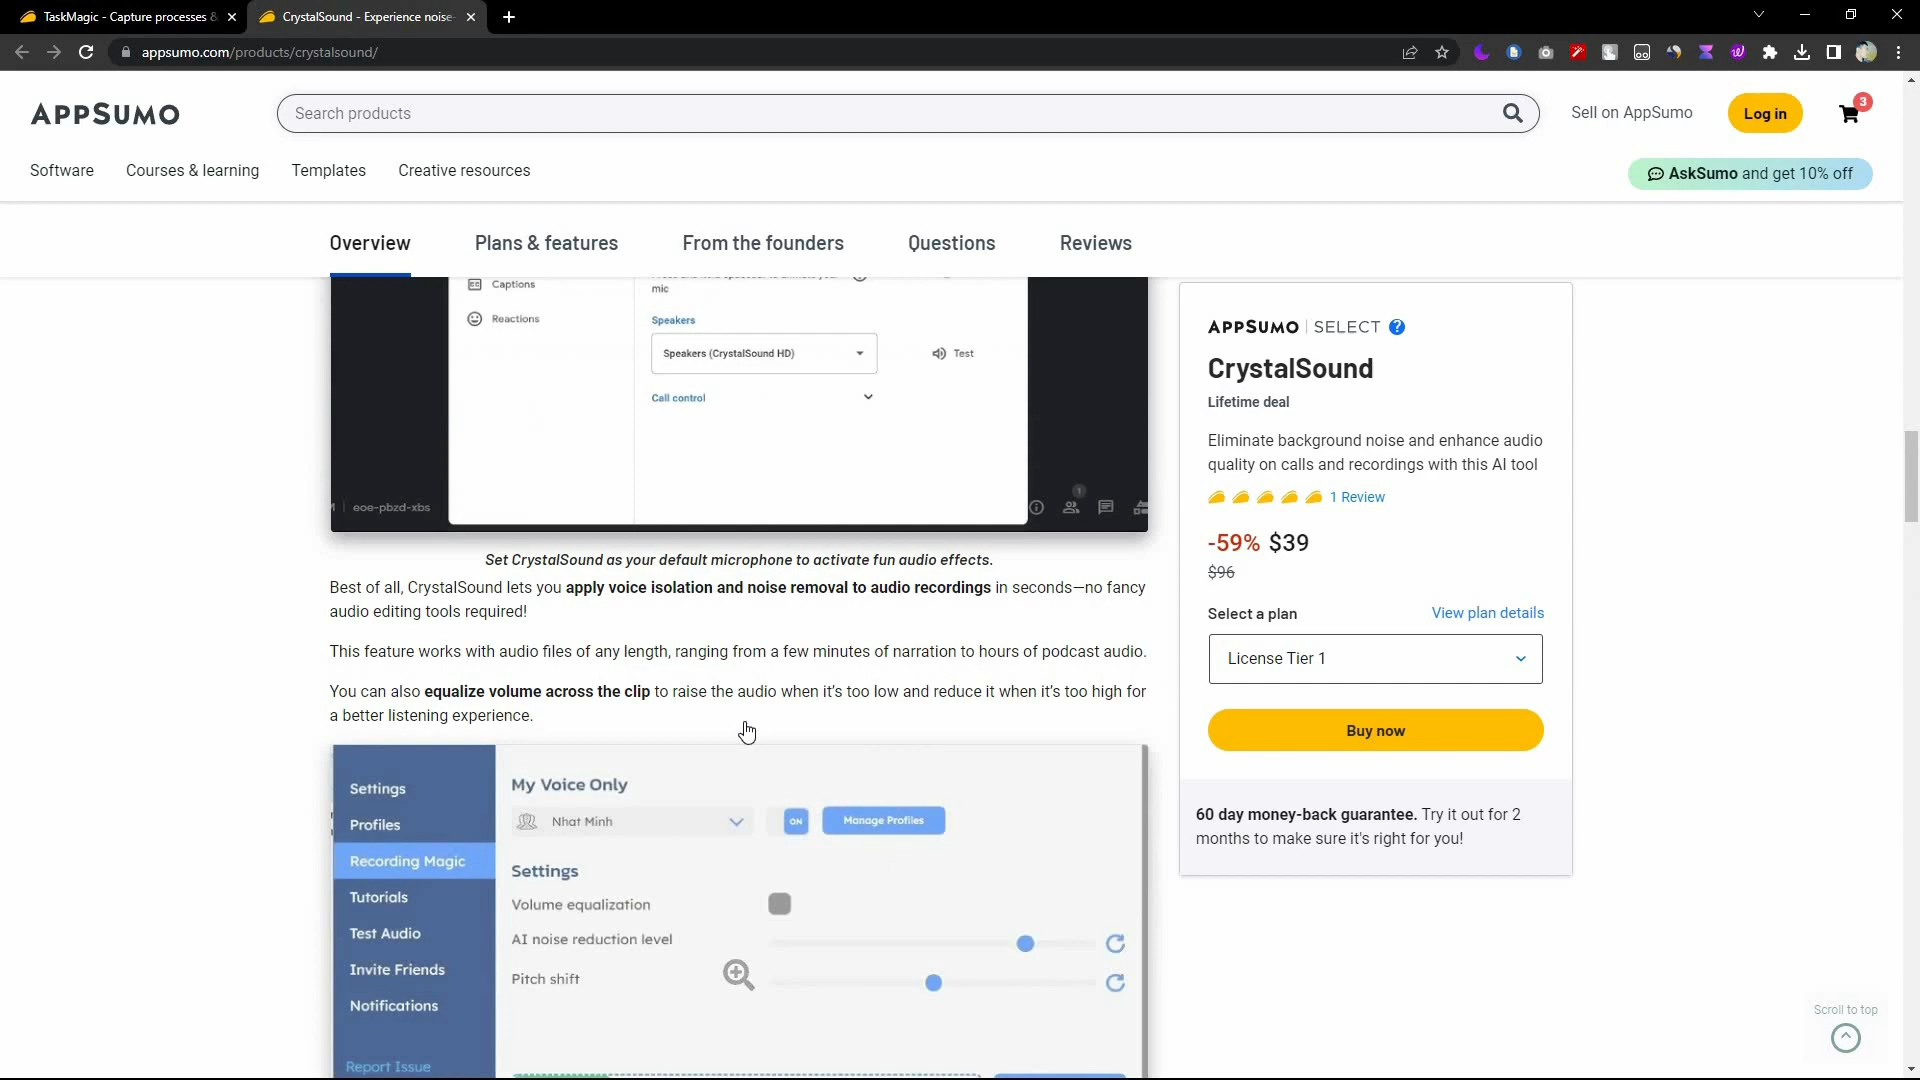 TaskMagic - Capture processes &
CrystalSound - Experience noise-
appsumo.com/products/crystalsound/
APPSUMO
Search products
Sell on AppSumo
Log in
3
Software
Courses & learning
Templates
Creative resources
AskSumo and get 10% off
Overview
Plans & features
From the founders
Questions
Reviews
Captions
mic
Reactions
Speakers
Speakers (CrystalSound HD)
Test
Call control
1
eoe-pbzd-xbs
Set CrystalSound as your default microphone to activate fun audio effects.
Best of all, CrystalSound lets you apply voice isolation and noise removal to audio recordings in seconds—no fancy
audio editing tools required!
This feature works with audio files of any length, ranging from a few minutes of narration to hours of podcast audio.
You can also equalize volume across the clip to raise the audio when it's too low and reduce it when it's too high for
a better listening experience.
Settings
Profiles
Recording Magic
Tutorials
Test Audio
Invite Friends
Notifications
Report Issue
My Voice Only
Nhat Minh
ON
Manage Profiles
Settings
Volume equalization
AI noise reduction level
Pitch shift
APPSUMO | SELECT ?
CrystalSound
Lifetime deal
Eliminate background noise and enhance audio
quality on calls and recordings with this AI tool
1 Review
-59% $39
$96
Select a plan
View plan details
License Tier 1
Buy now
60 day money-back guarantee. Try it out for 2
months to make sure it's right for you!
Scroll to top